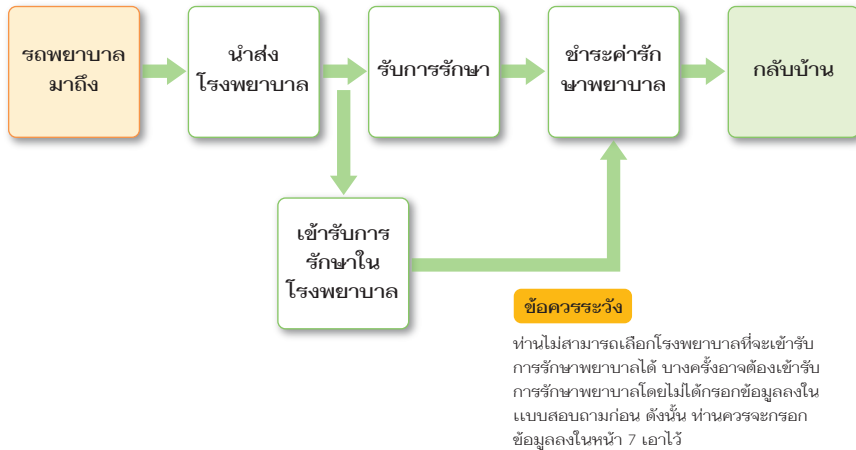 รถพยาบาล
มาถึง
นำส่ง
โรงพยาบาล
รับการรักษา
ชำระค่ารัก
ษาพยาบาล
กลับบ้าน
เข้ารับการ
รักษาใน
โรงพยาบาล
ข้อควรระวัง
ท่านไม่สามารถเลือกโรงพยาบาลที่จะเข้ารับ
การรักษาพยาบาลได้ บางครั้งอาจต้องเข้ารับ
การรักษาพยาบาลโดยไม่ได้กรอกข้อมูลลงใน
แบบสอบถามก่อน ดังนั้น ท่านควรจะกรอก
ข้อมูลลงในหน้า 7 เอาไว้